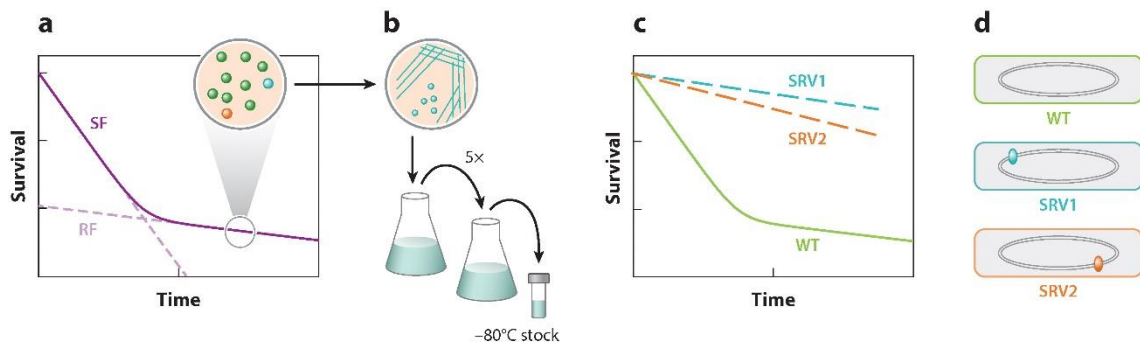 a
Survival
SF
RF
Time
b
5×
–80°C stock
c
Survival
SRV1
SRV2
WT
Time
d
WT
SRV1
SRV2